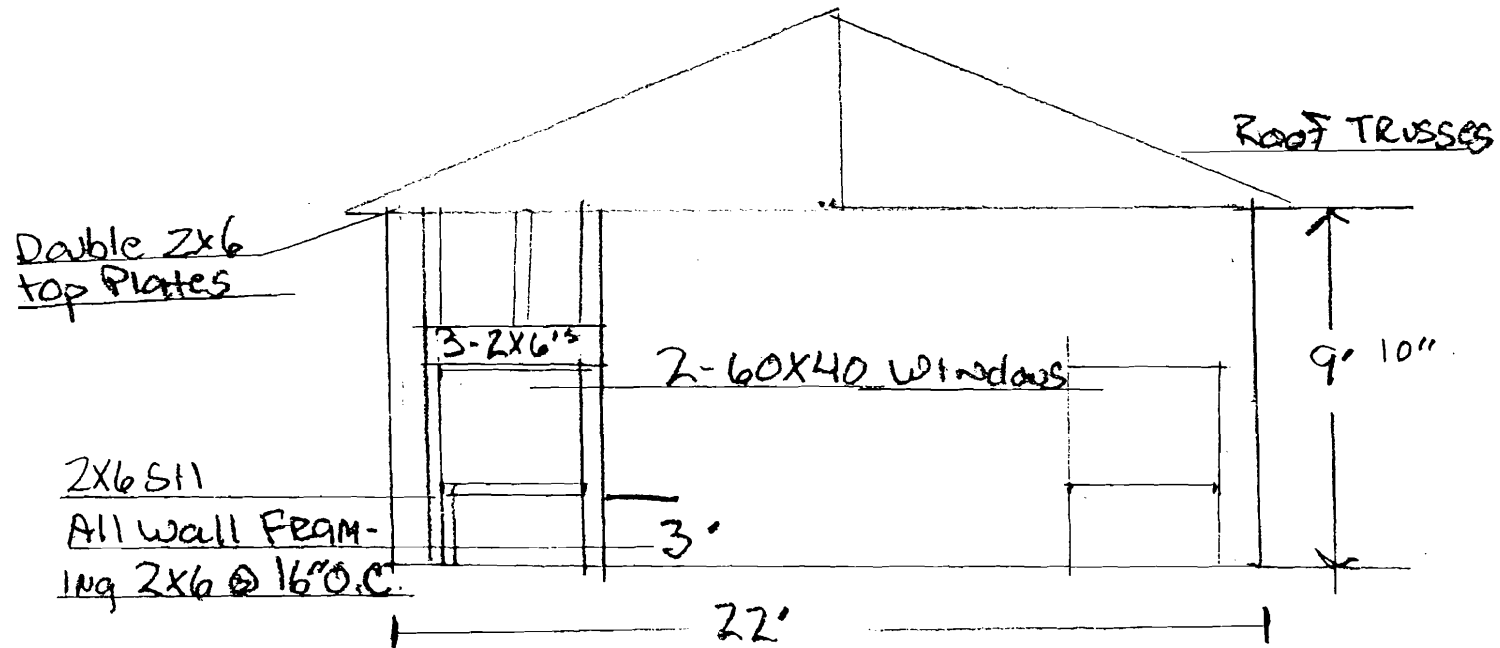 Roof TRusses
Double 2x6
top Plates
3-2x6's
2-60x40 Windows
9' 10"
2x6 Sil
All Wall FRAM-
ing 2x6 @ 16"O.C.
3'
22'